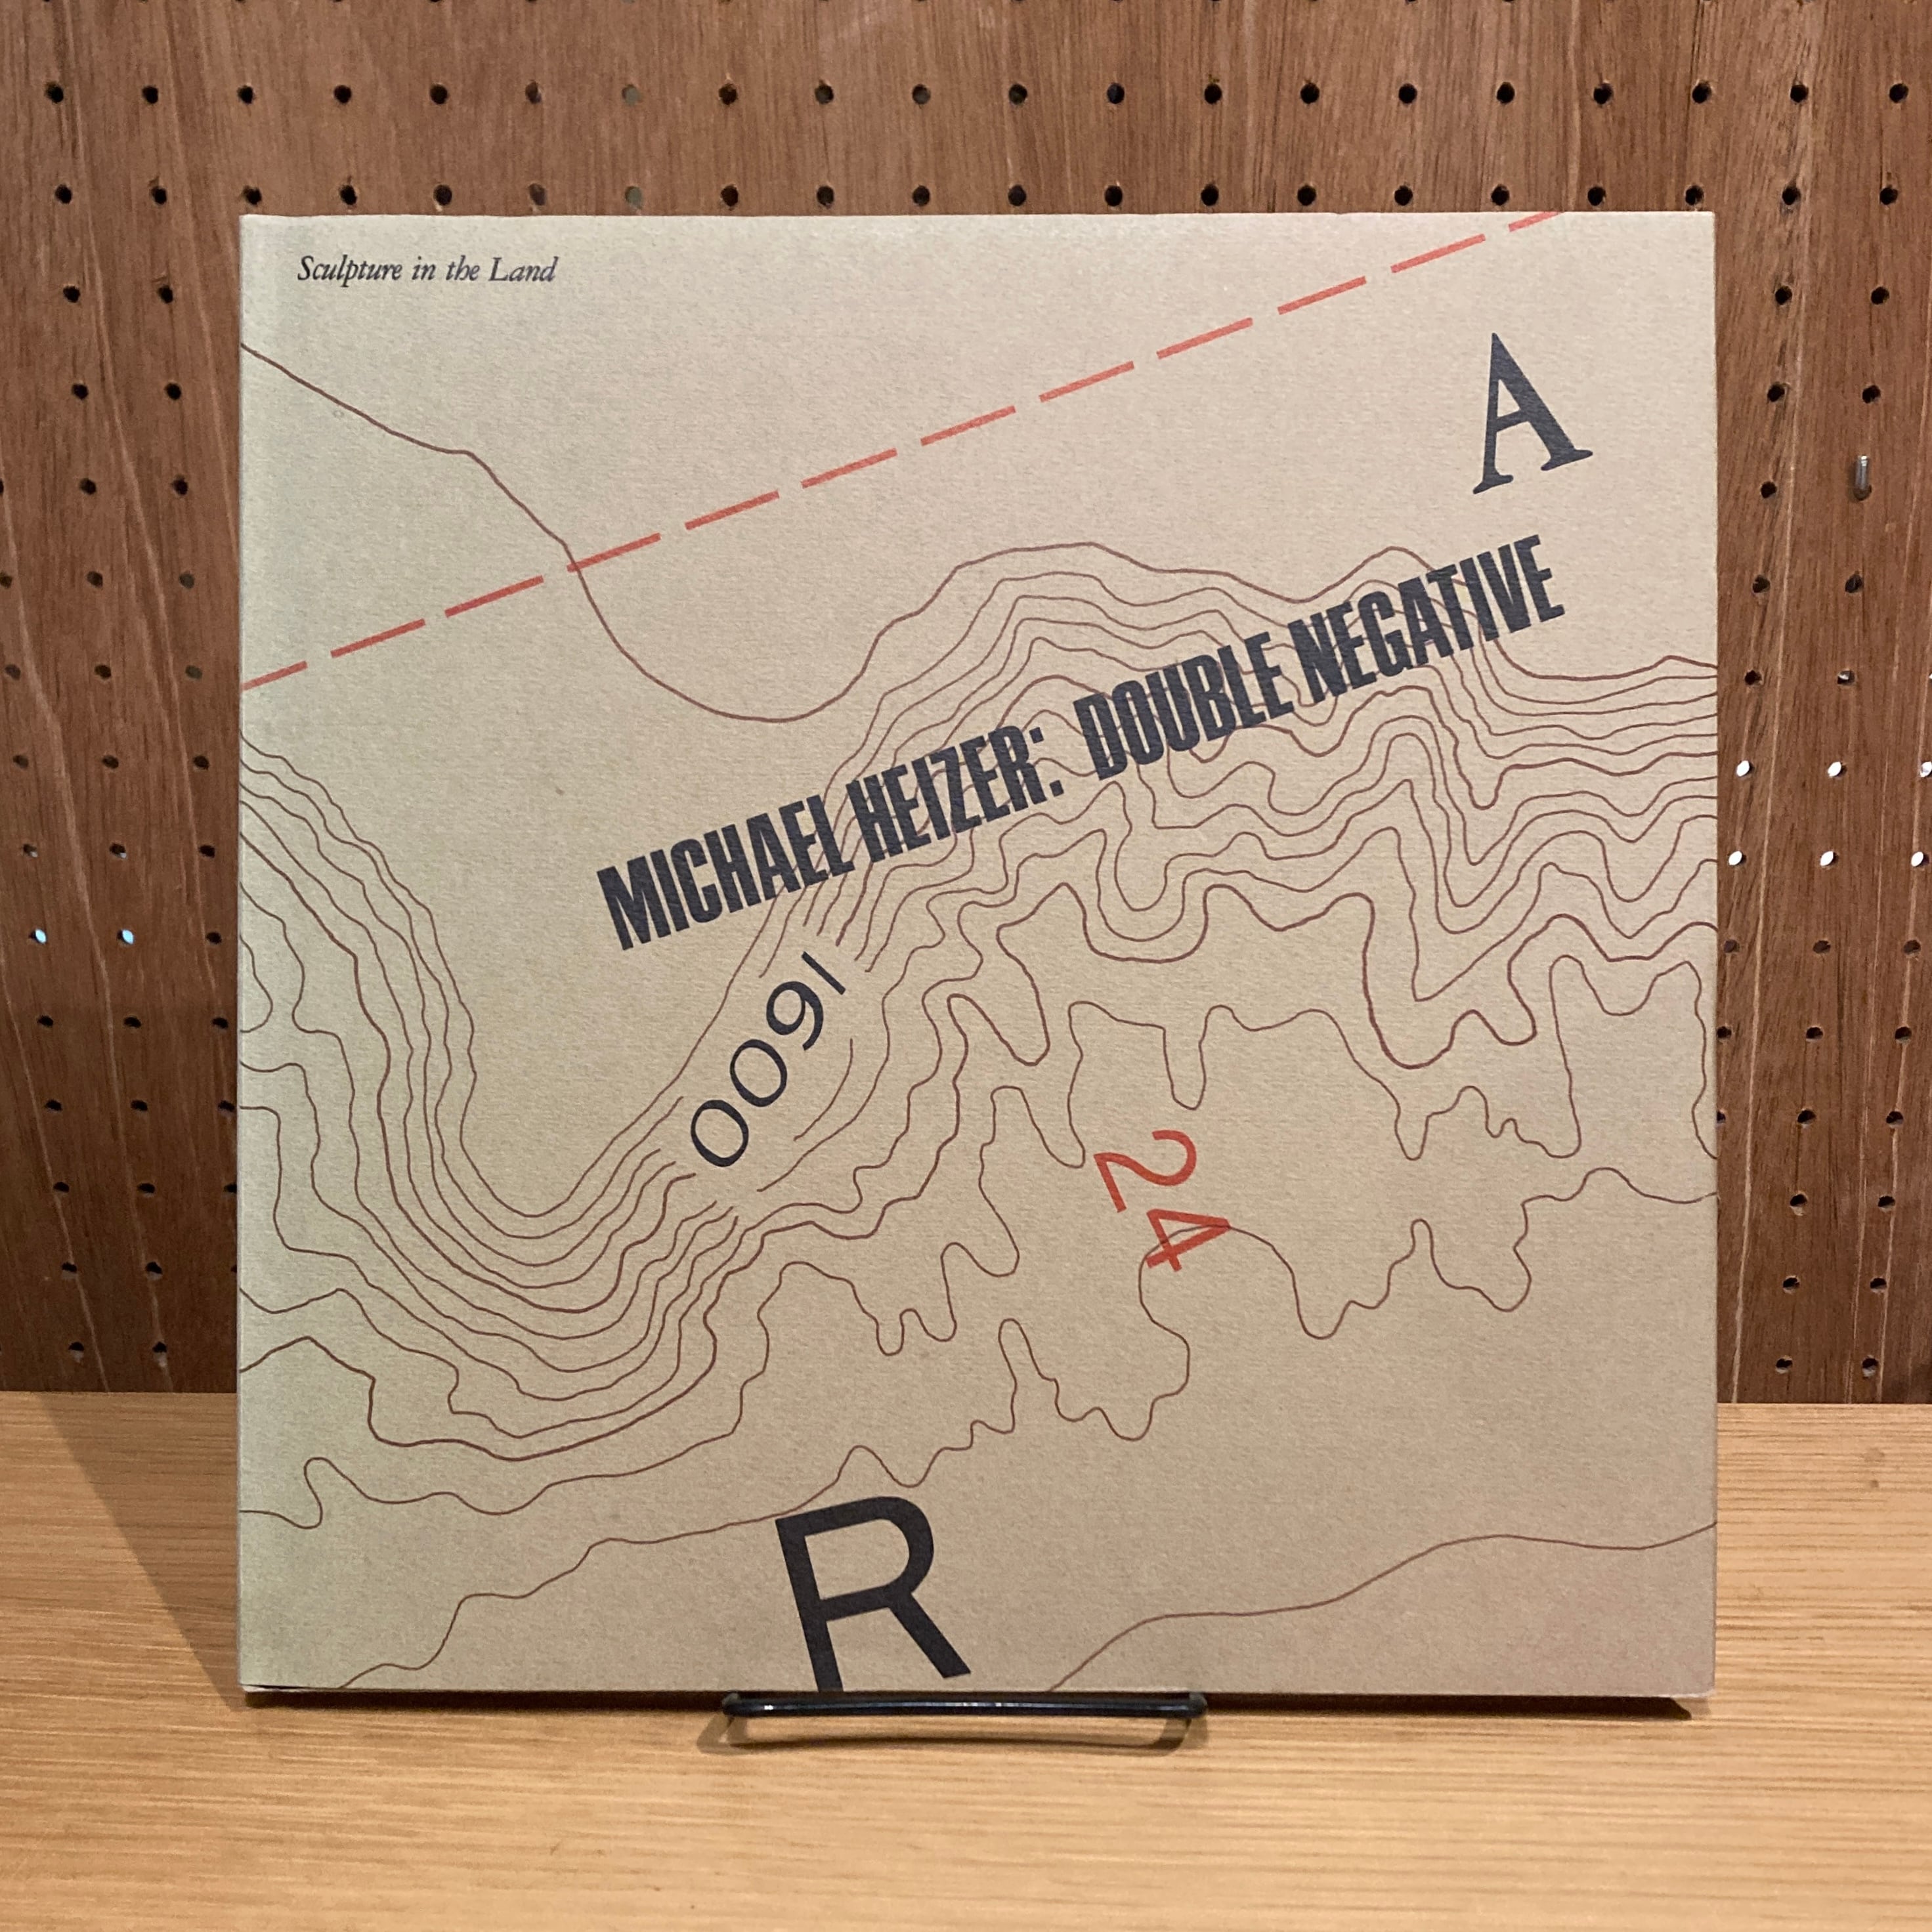 Sculpture in the Land
A
MICHAEL HEIZER: DOUBLE NEGATIVE
1600
24
R